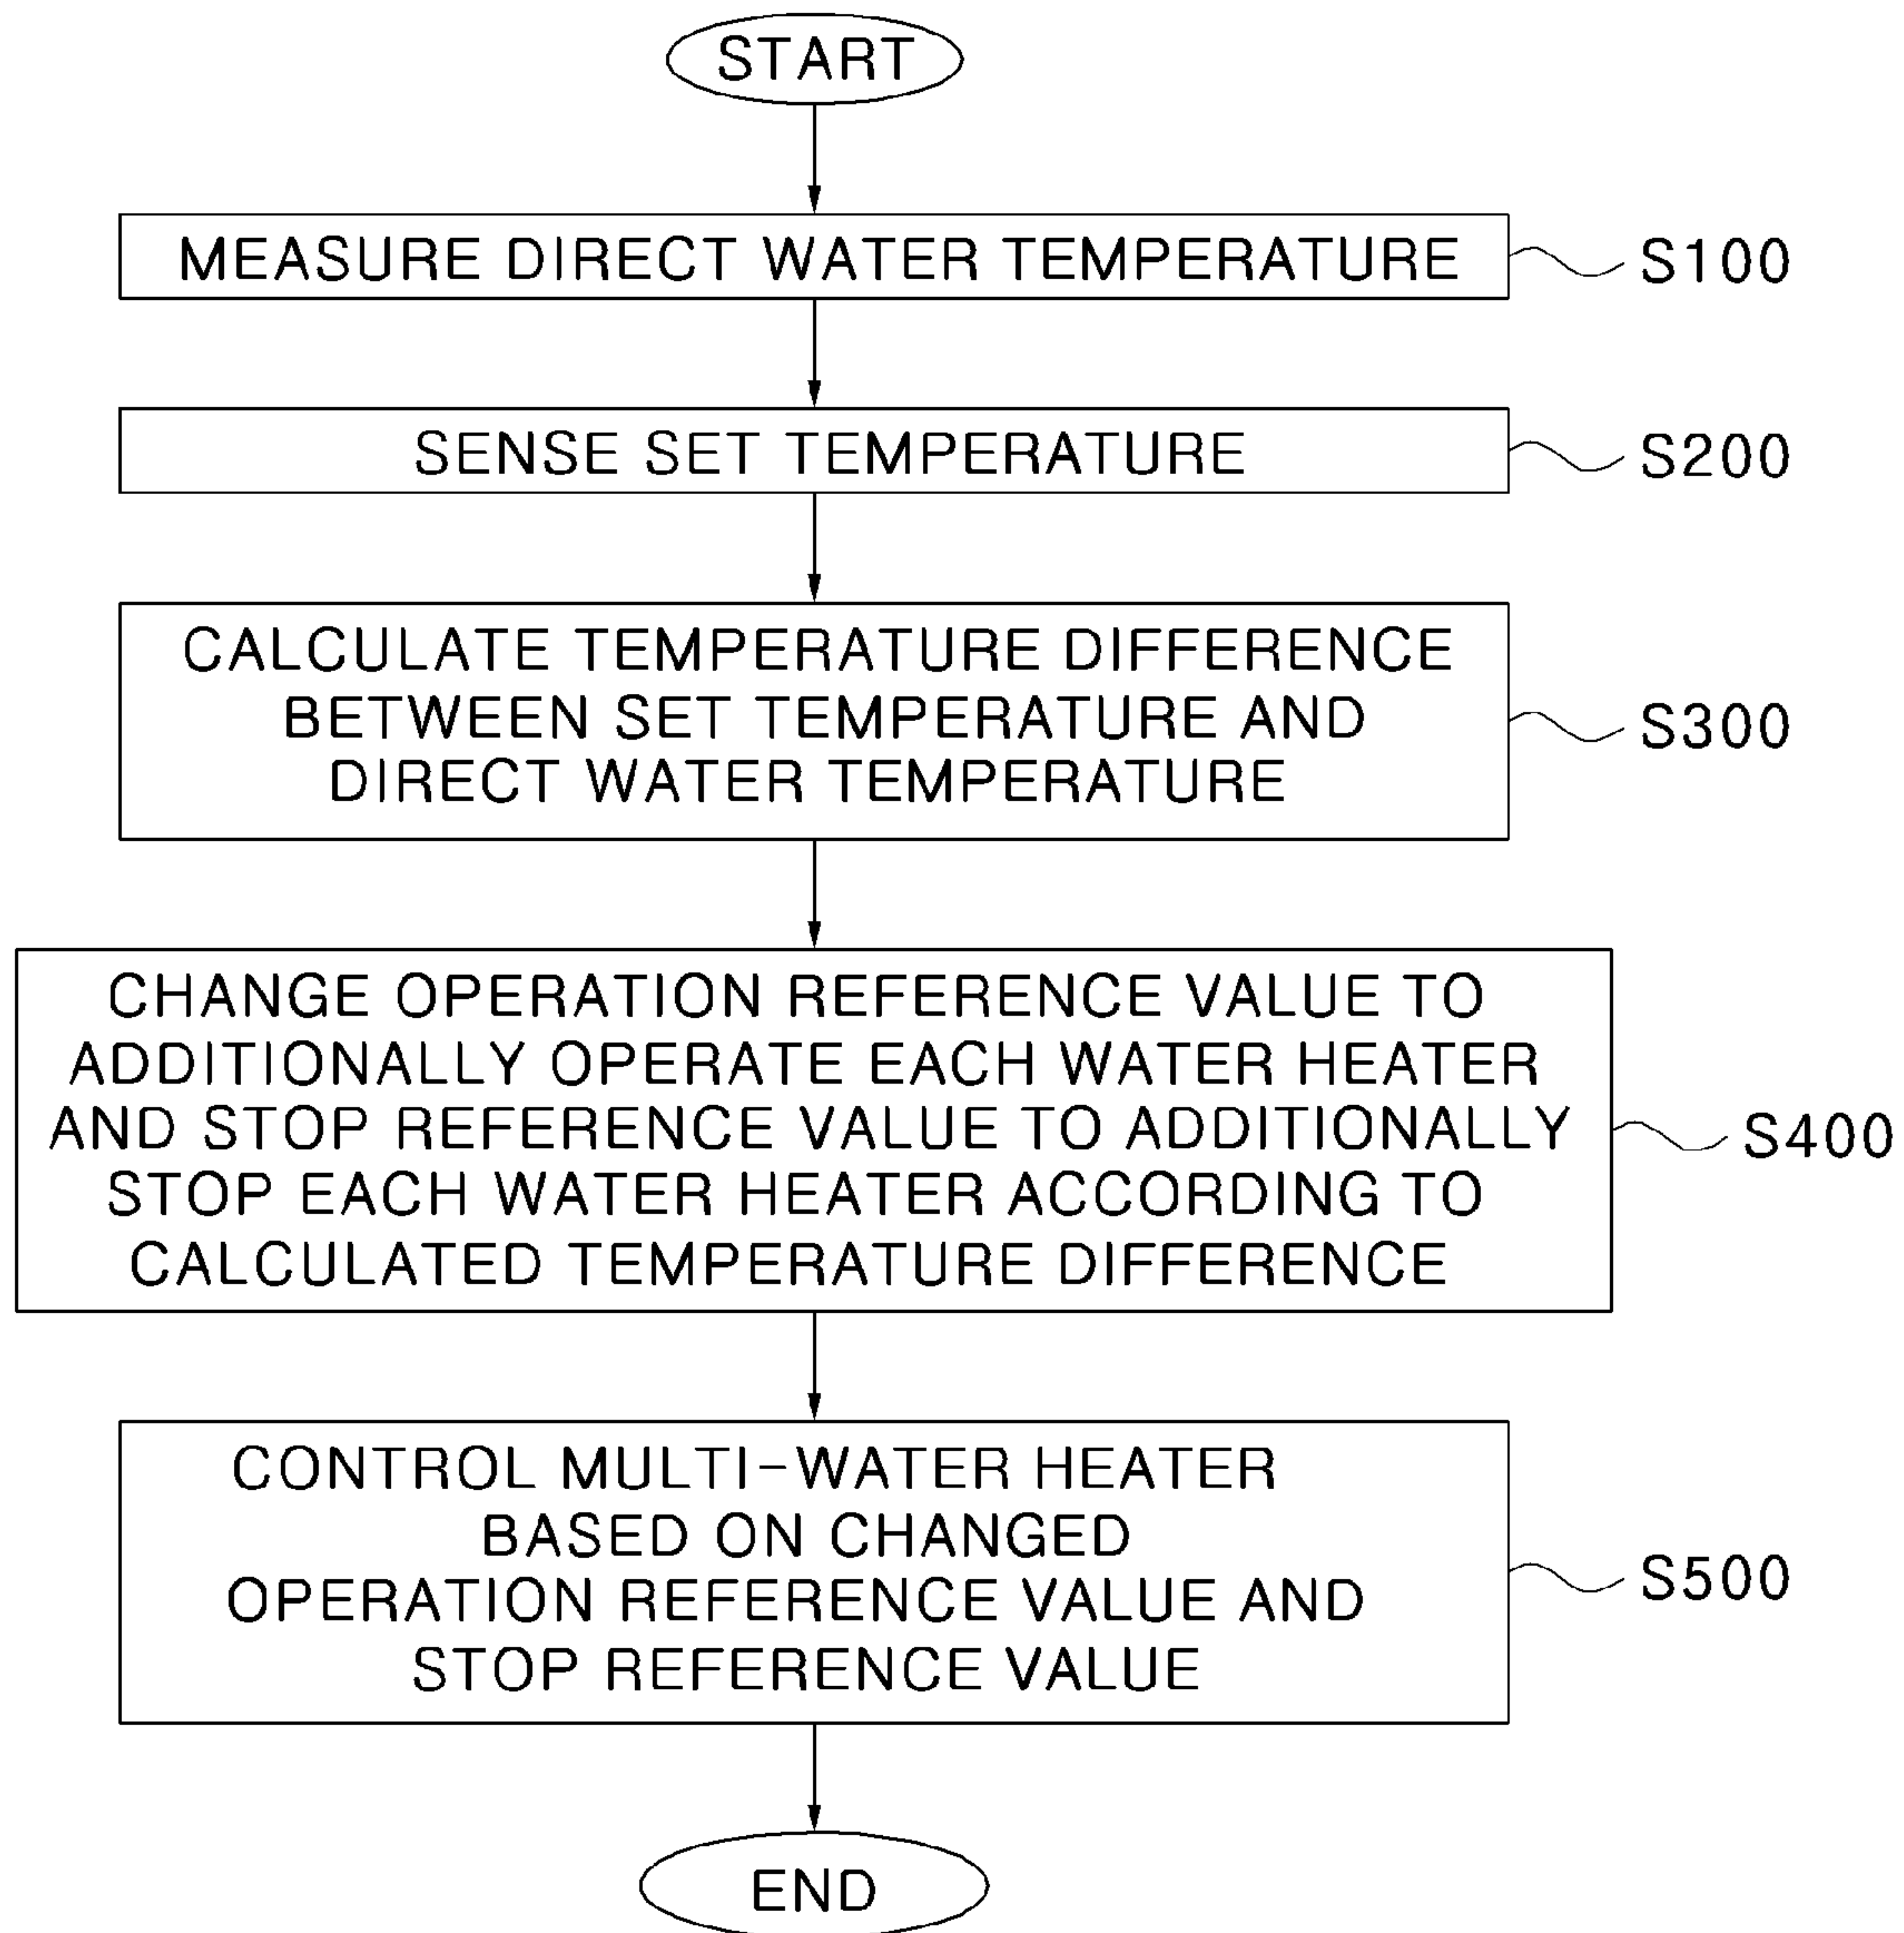 START
MEASURE DIRECT WATER TEMPERATURE
S100
SENSE SET TEMPERATURE
S200
CALCULATE TEMPERATURE DIFFERENCE
BETWEEN SET TEMPERATURE AND
DIRECT WATER TEMPERATURE
S300
CHANGE OPERATION REFERENCE VALUE TO
ADDITIONALLY OPERATE EACH WATER HEATER
AND STOP REFERENCE VALUE TO ADDITIONALLY
STOP EACH WATER HEATER ACCORDING TO
CALCULATED TEMPERATURE DIFFERENCE
S400
CONTROL MULTI-WATER HEATER
BASED ON CHANGED
OPERATION REFERENCE VALUE AND
STOP REFERENCE VALUE
S500
END